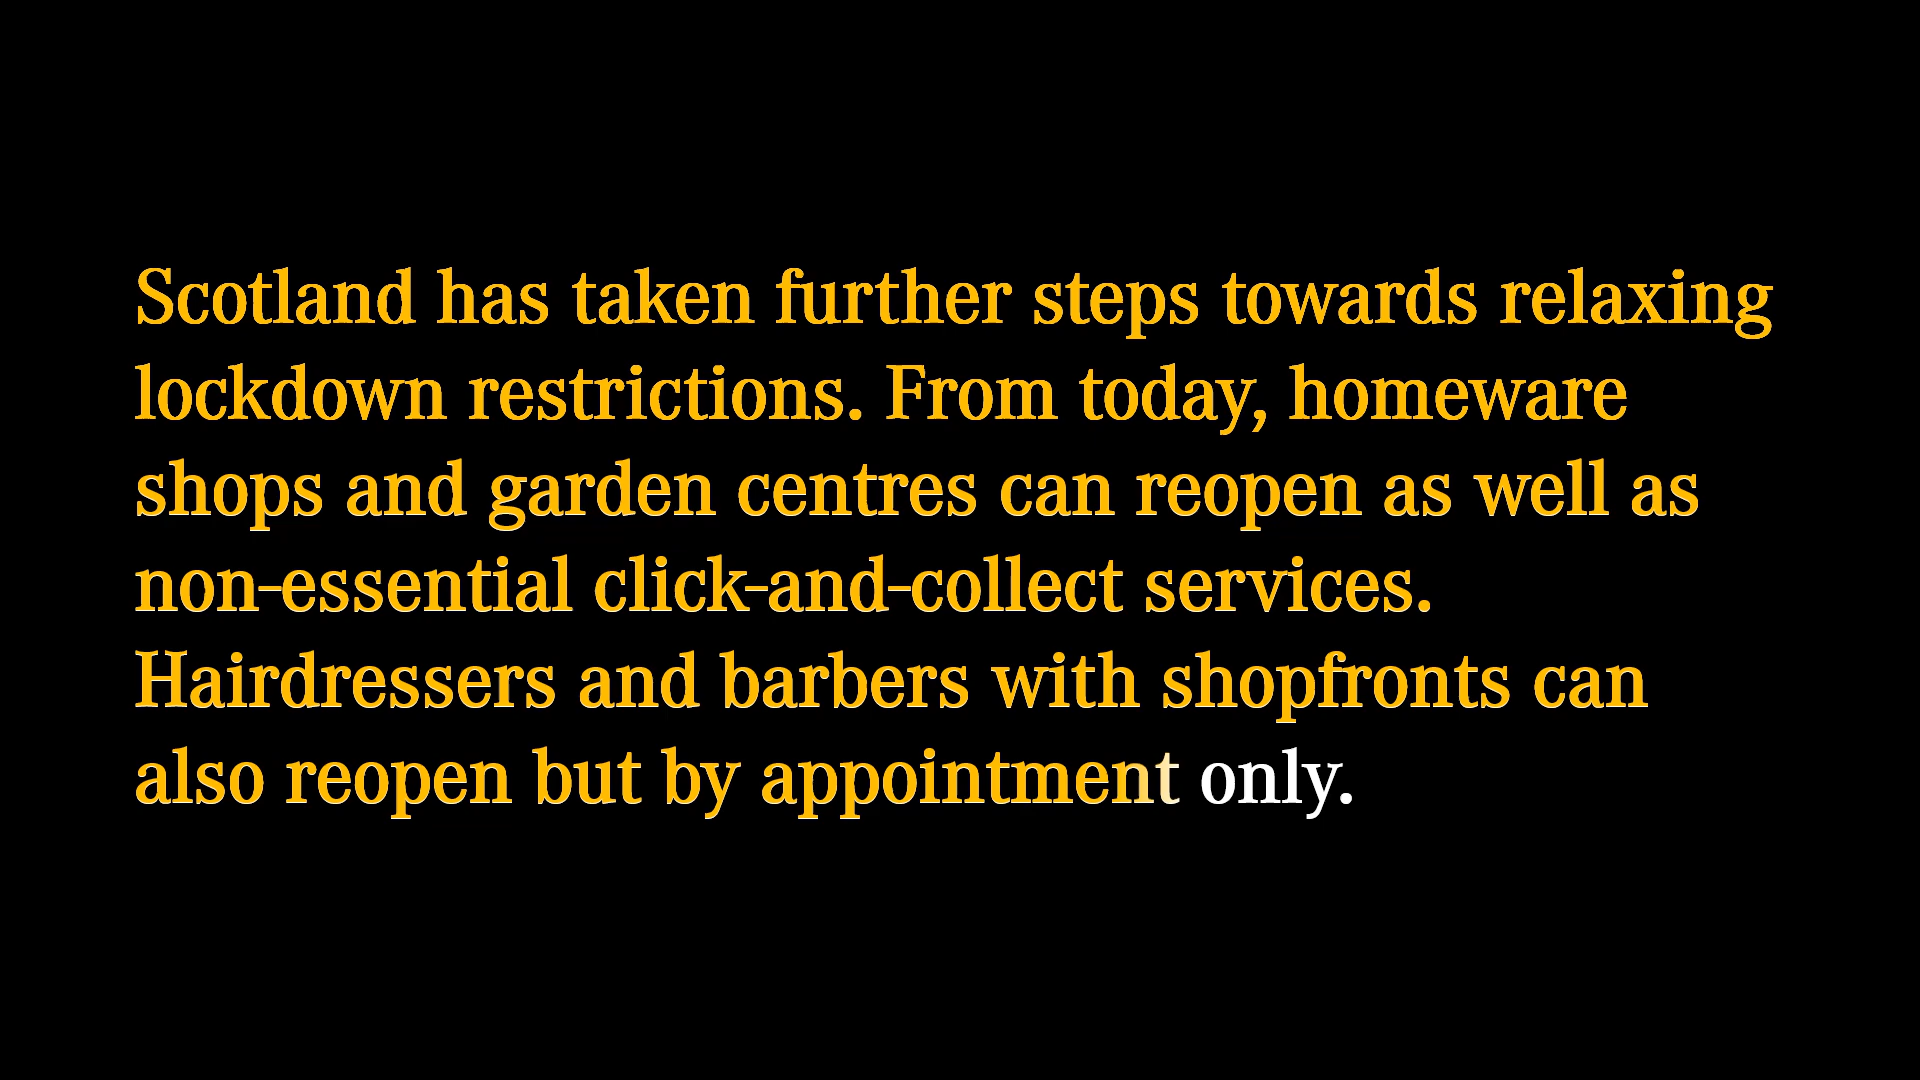 Scotland has taken further steps towards relaxing
lockdown restrictions. From today, homeware
shops and garden centres can reopen as well as
non-essential click-and-collect services.
Hairdressers and barbers with shopfronts can
also reopen but by appointment only.